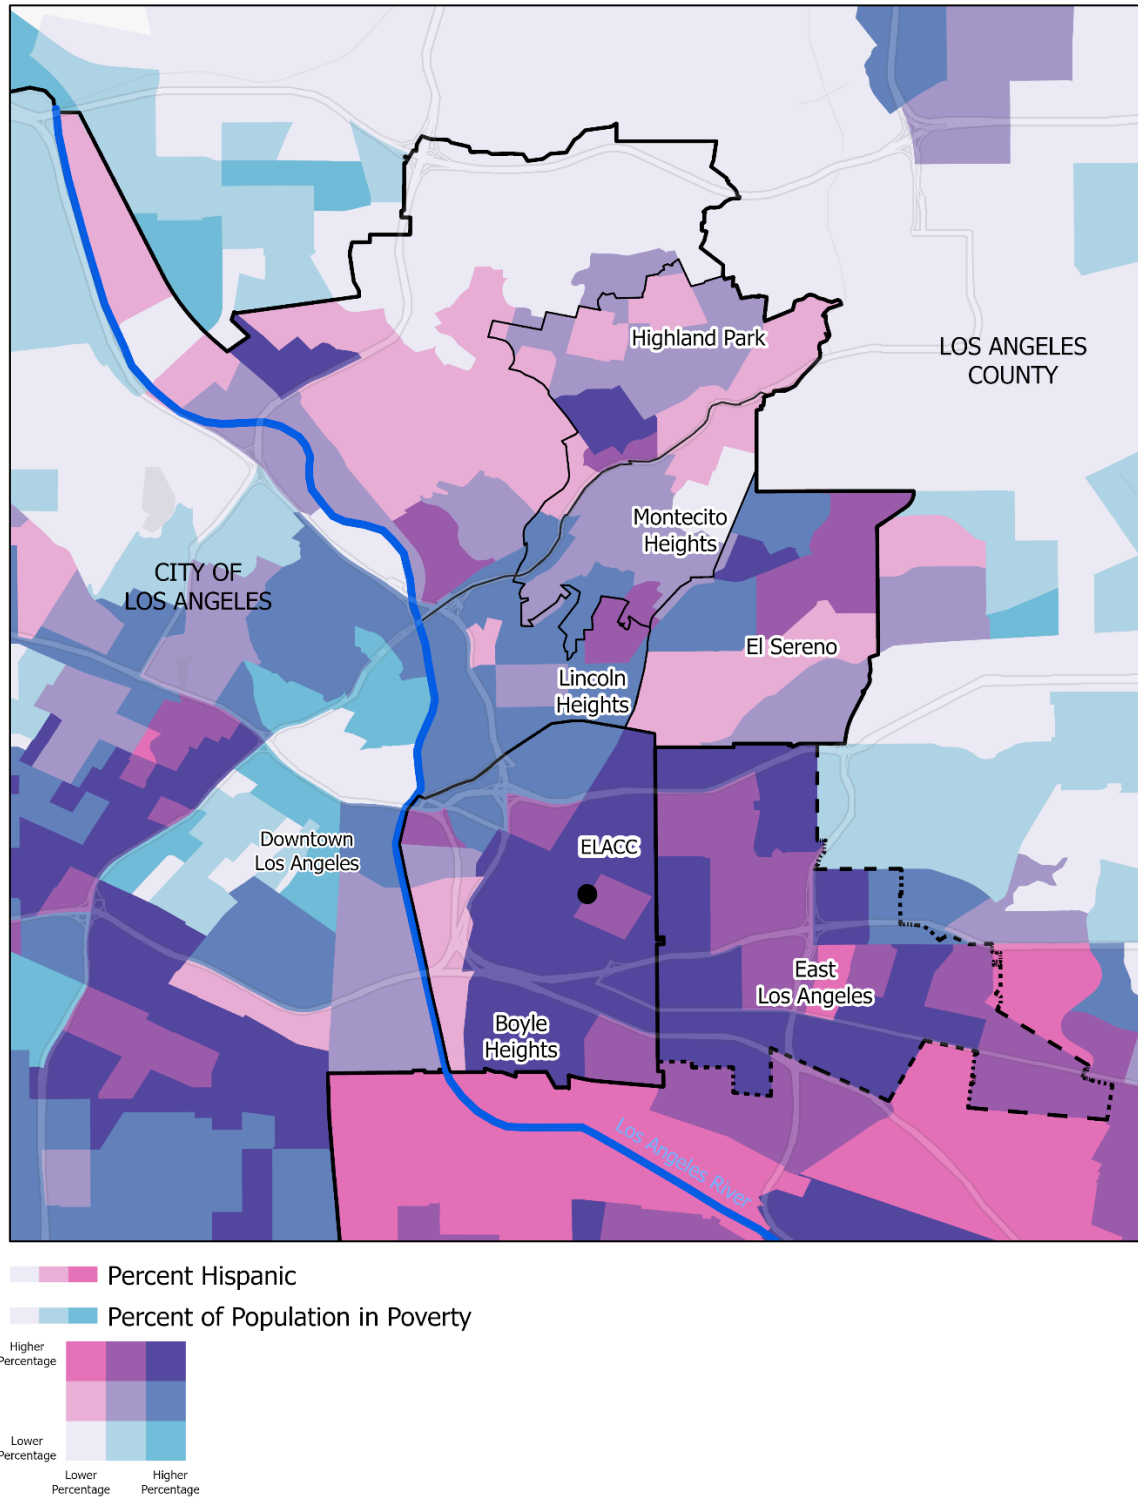 Highland Park
LOS ANGELES
COUNTY
Montecito
Heights
CITY OF
LOS ANGELES
El Sereno
Lincoln
Heights
Downtown
Los Angeles
ELACC
East
Los Angeles
Boyle
Heights
Los Angeles River
Percent Hispanic
Percent of Population in Poverty
Higher
Percentage
Lower
Percentage
Lower
Percentage
Higher
Percentage